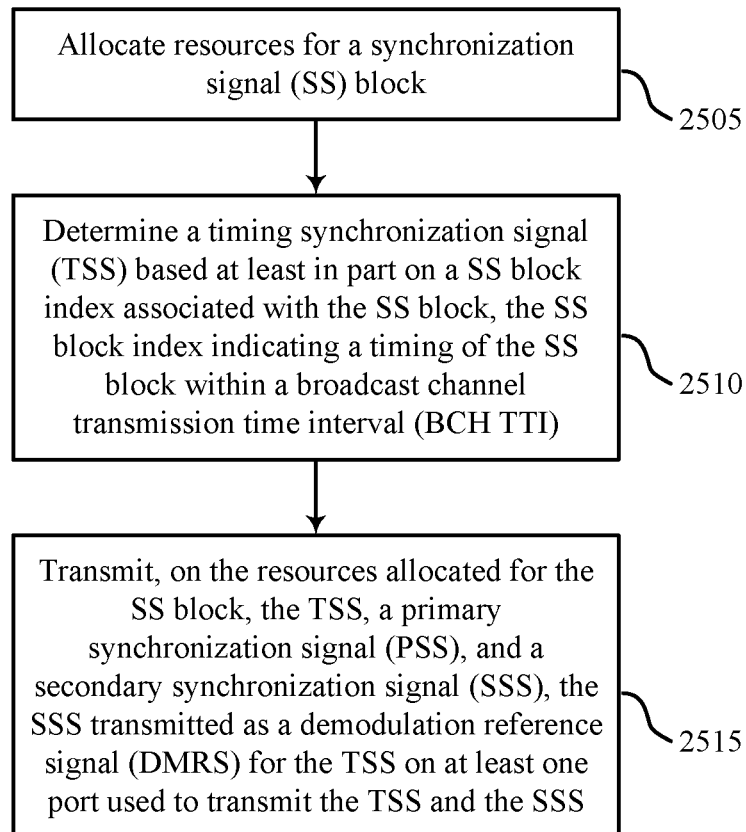 Allocate resources for a synchronization
signal (SS) block
2505
Determine a timing synchronization signal
(TSS) based at least in part on a SS block
index associated with the SS block, the SS
block index indicating a timing of the SS
block within a broadcast channel
transmission time interval (BCH TTI)
2510
Transmit, on the resources allocated for the
SS block, the TSS, a primary
synchronization signal (PSS), and a
secondary synchronization signal (SSS), the
SSS transmitted as a demodulation reference
signal (DMRS) for the TSS on at least one
port used to transmit the TSS and the SSS
2515